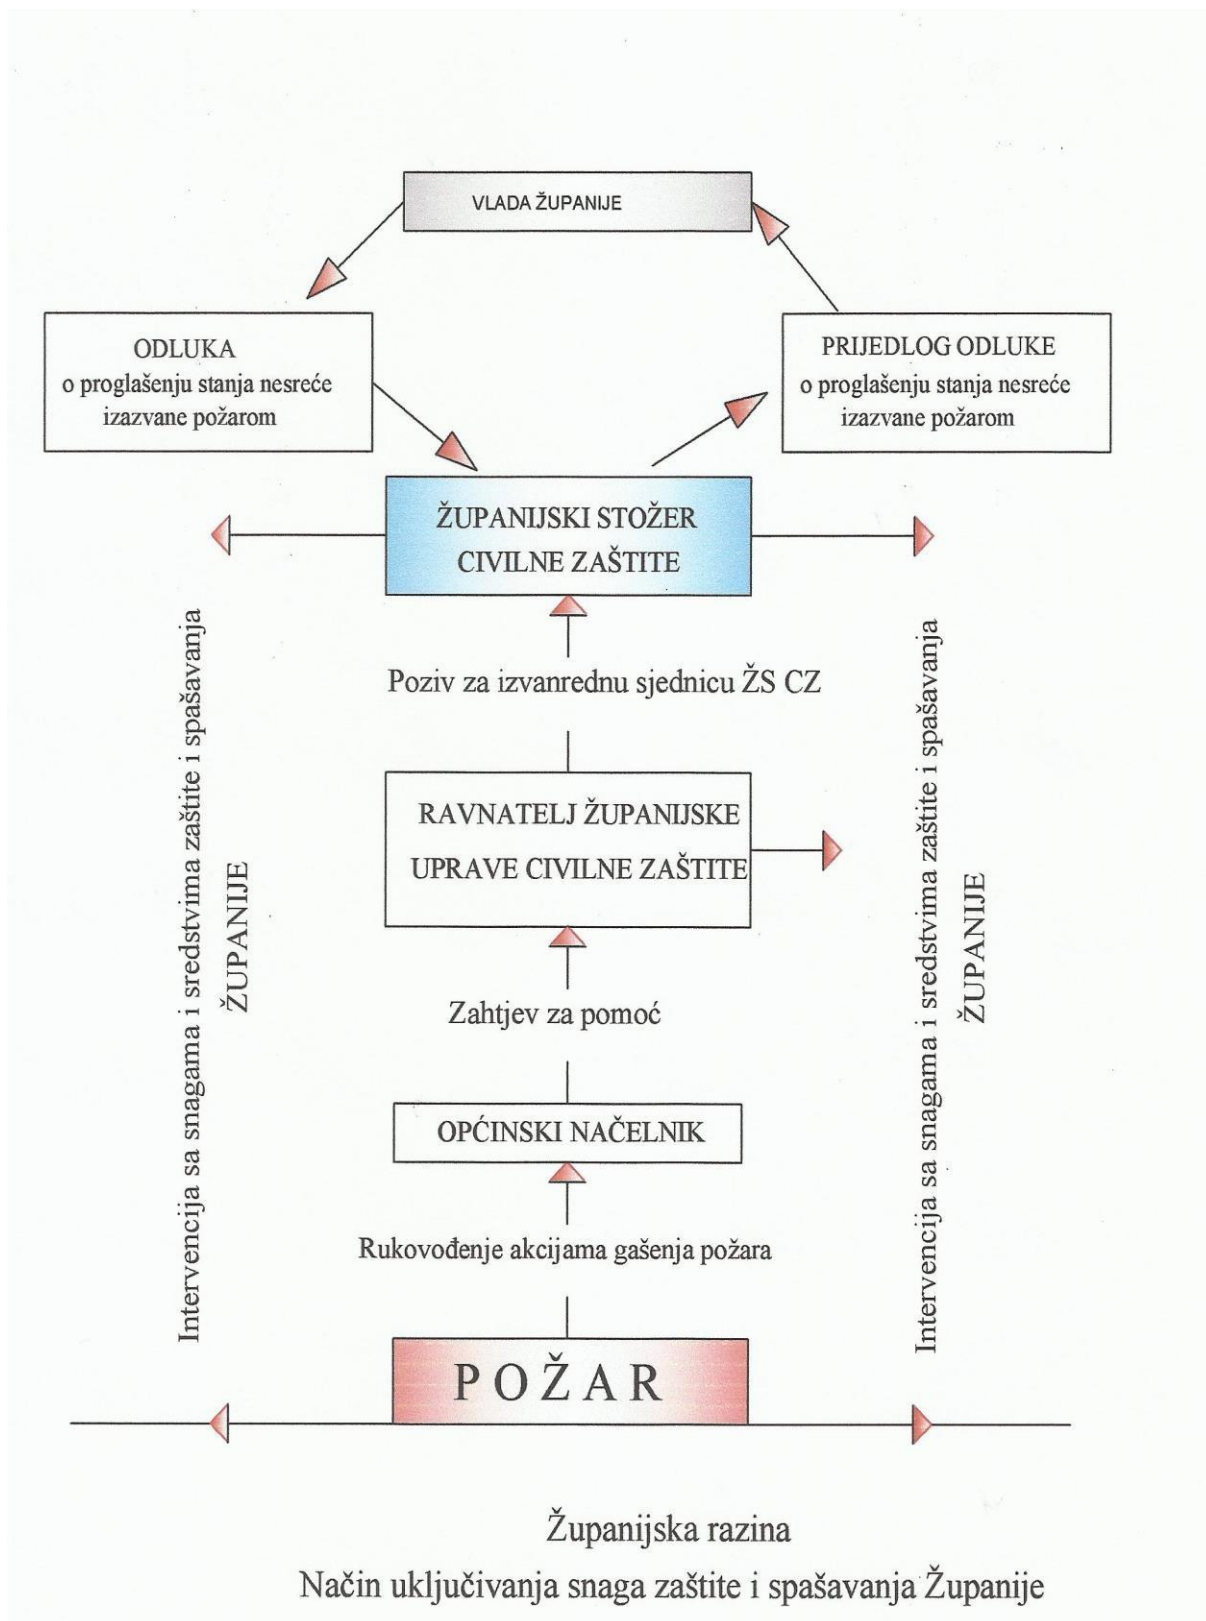 VLADA ŽUPANIJE
ODLUKA
o proglašenju stanja nesreće
izazvane požarom
PRIJEDLOG ODLUKE
o proglašenju stanja nesreće
izazvane požarom
ŽUPANIJSKI STOŽER
CIVILNE ZAŠTITE
Intervencija sa snagama i sredstvima zaštite i spašavanja
ŽUPANIJE
Poziv za izvanrednu sjednicu ŽS CZ
RAVNATELJ ŽUPANIJSKE
UPRAVE CIVILNE ZAŠTITE
Zahtjev za pomoć
OPĆINSKI NAČELNIK
Rukovođenje akcijama gašenja požara
POŽAR
Intervencija sa snagama i sredstvima zaštite i spašavanja
ŽUPANIJE
Županijska razina
Način uključivanja snaga zaštite i spašavanja Županije